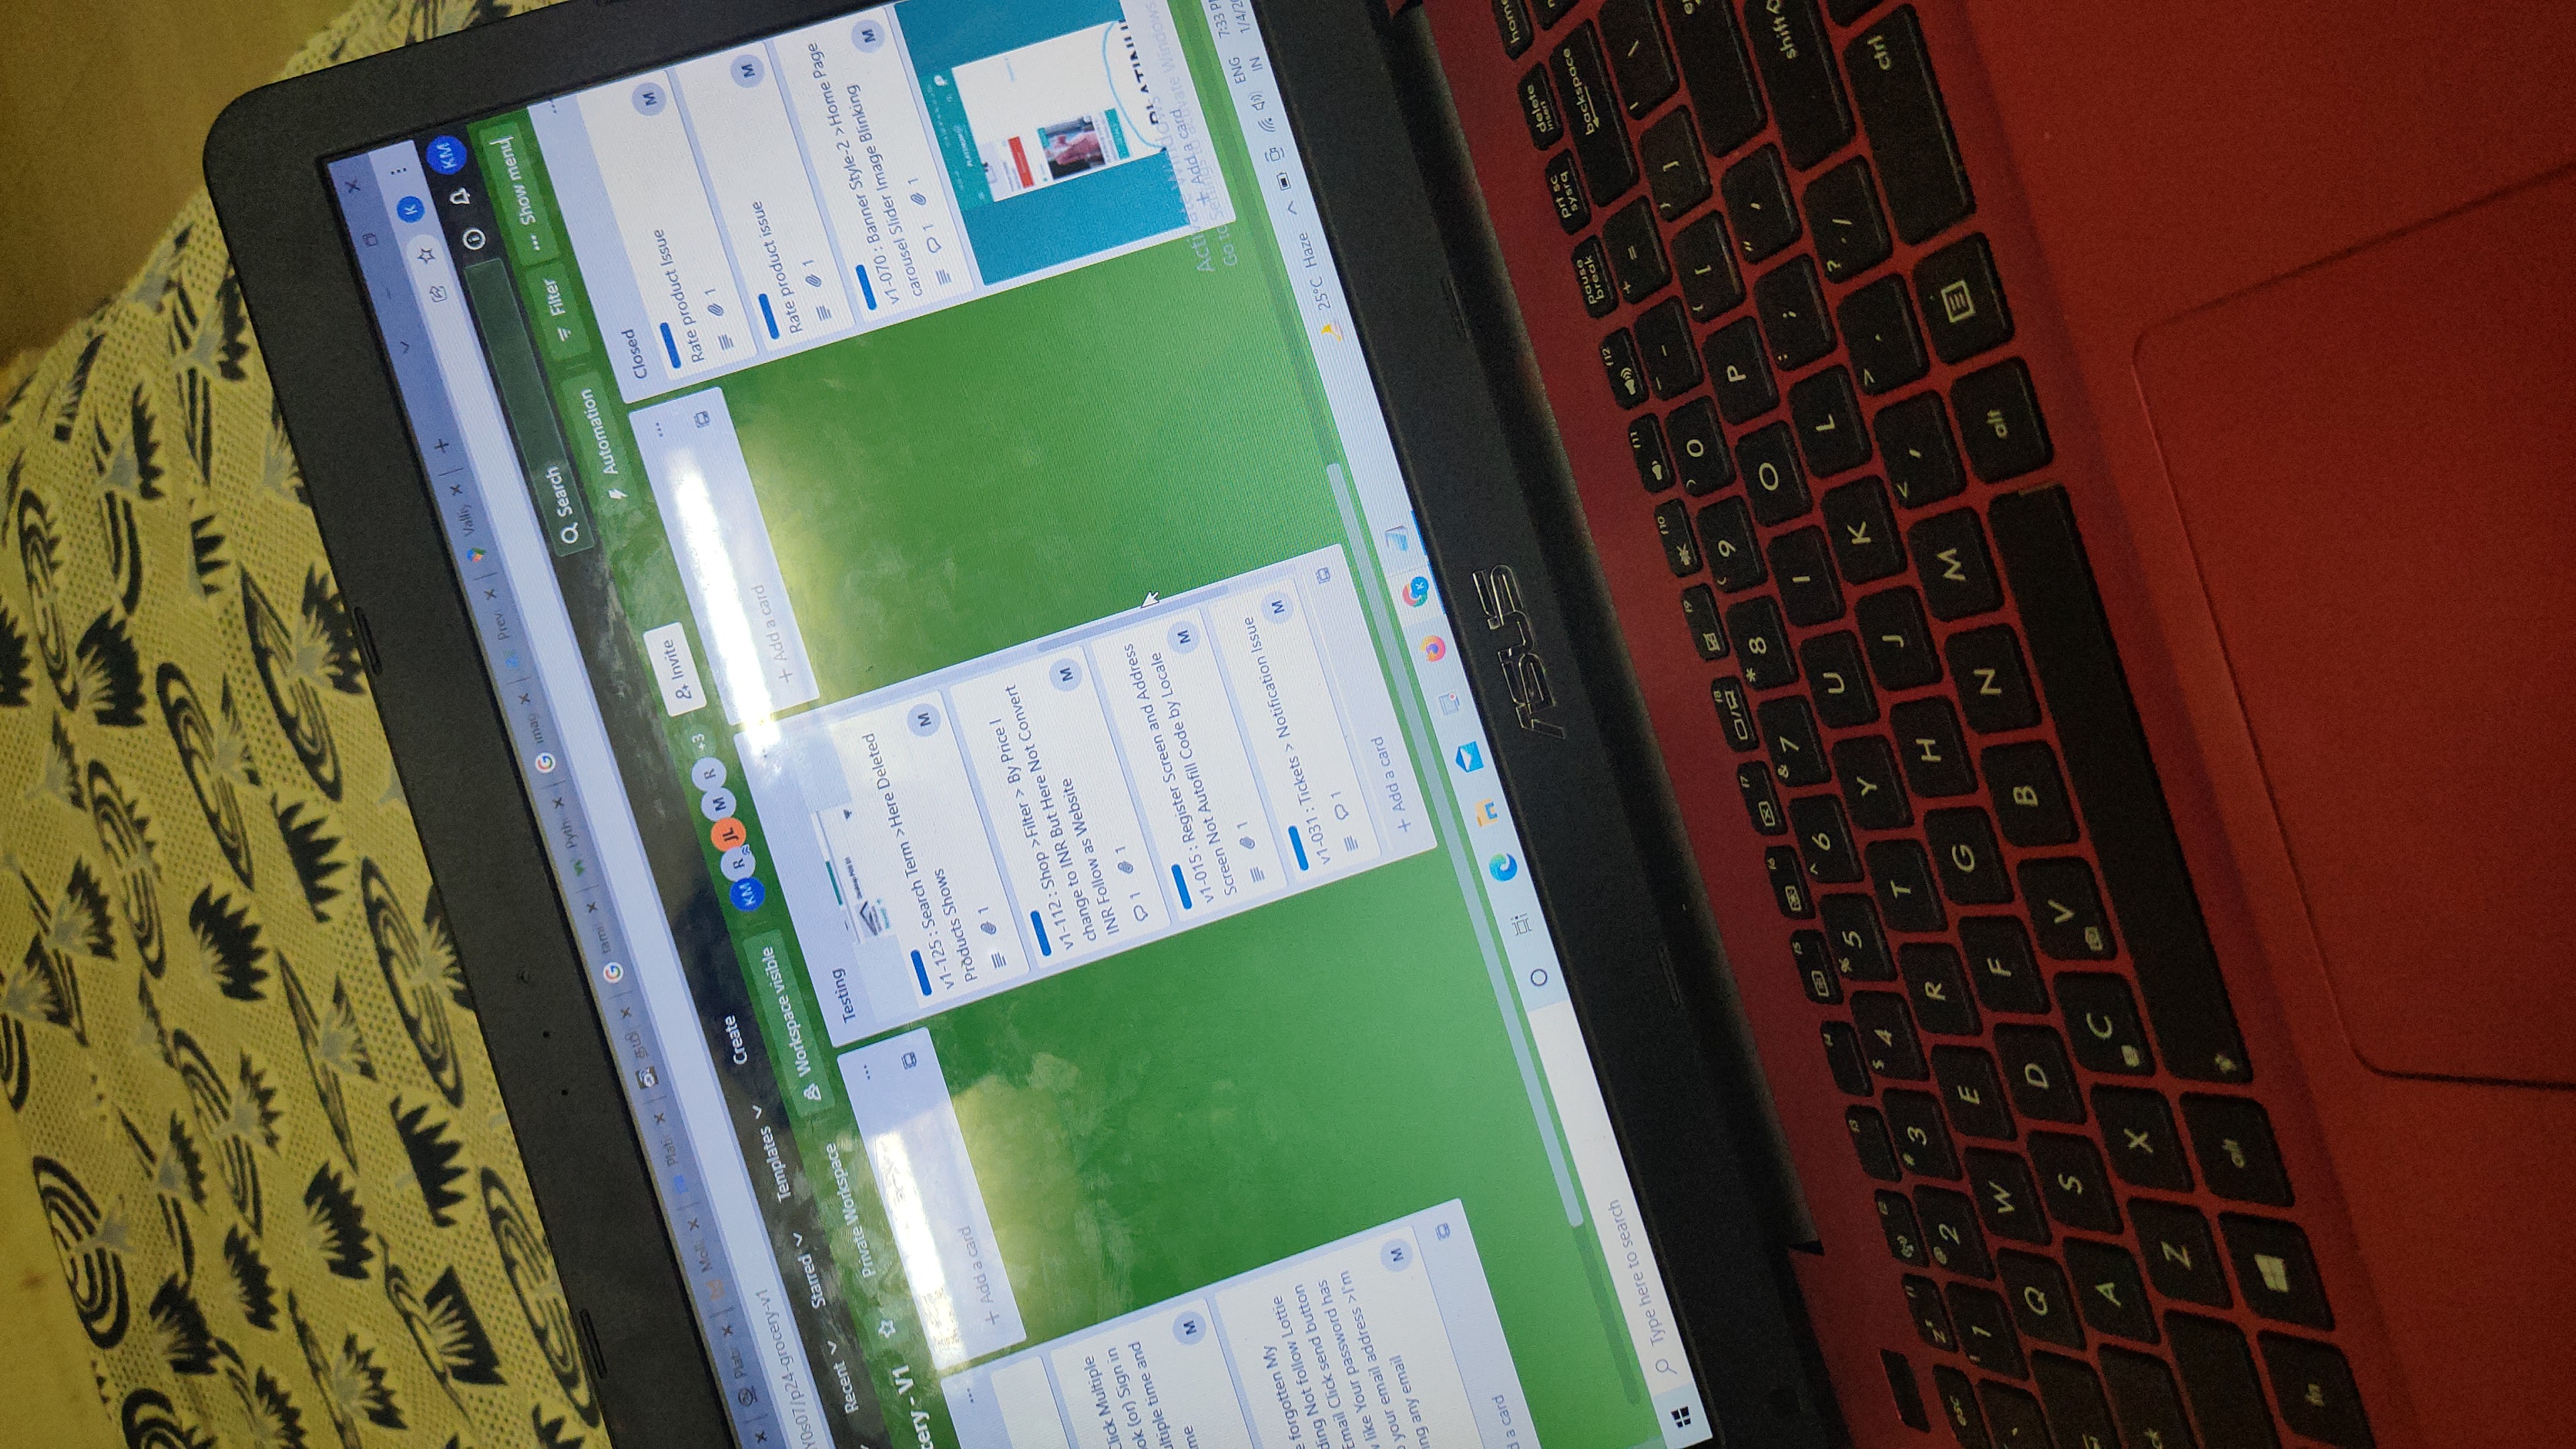 Plati
Moll
Plati
தமி
tami
Pyth
imag
Prev
Valliy
K
Y0s07/p24-grocery-v1
Recent
Starred
Templates
Create
Search
KM
cery - V1
Private Workspace
Workspace visible
KM R JL M R +3
Invite
Automation
Filter
Show menu
Click Multiple
ok (or) Sign in
ultiple time and
me
M
e forgotten My
ding Not follow Lottie
Email Click send button
w like Your password has
o your email address >I'm
ing any email
M
d a card
+ Add a card
Testing
v1-125 : Search Term >Here Deleted
Products Shows
M
1
v1-112 : Shop >Filter > By Price I
change to INR But Here Not Convert
INR Follow as Website
M
1 1
v1-015 : Register Screen and Address
Screen Not Autofill Code by Locale
M
1
v1-031 : Tickets > Notification Issue
M
1
+ Add a card
+ Add a card
Closed
Rate product Issue
M
1
Rate product issue
M
1
v1-070 : Banner Style-2 >Home Page
carousel Slider Image Blinking
M
1 1
PLATINUM
Activate Windows
Go to Settings to activate Windows
+ Add a card
Type here to search
25°C Haze
ENG
IN
7:33 P
1/4/20
ASUS
esc f1 f2 f3 f4 f5 f6 f7 f8 f9 f10 f11 f12 pause break prt sc sysrq delete insert home
! 1 @ 2 # 3 $ 4 % 5 ^ 6 & 7 * 8 ( 9 ) 0 _ - + = backspace
Q W E R T Y U I O P { [ } ] \
A S D F G H J K L : ; " '
Z X C V B N M < , > . ? / shift
fn alt alt ctrl